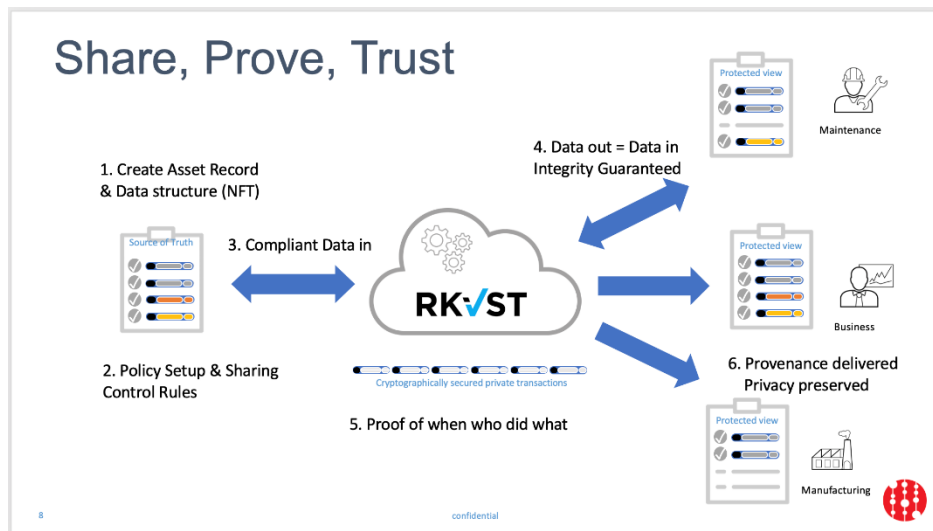 Share, Prove, Trust
1. Create Asset Record
& Data structure (NFT)
Source of Truth
2. Policy Setup & Sharing
Control Rules
3. Compliant Data in
RKVST
Cryptographically secured private transactions
5. Proof of when who did what
4. Data out = Data in
Integrity Guaranteed
Protected view
Maintenance
Protected view
Business
6. Provenance delivered
Privacy preserved
Protected view
Manufacturing
8
confidential